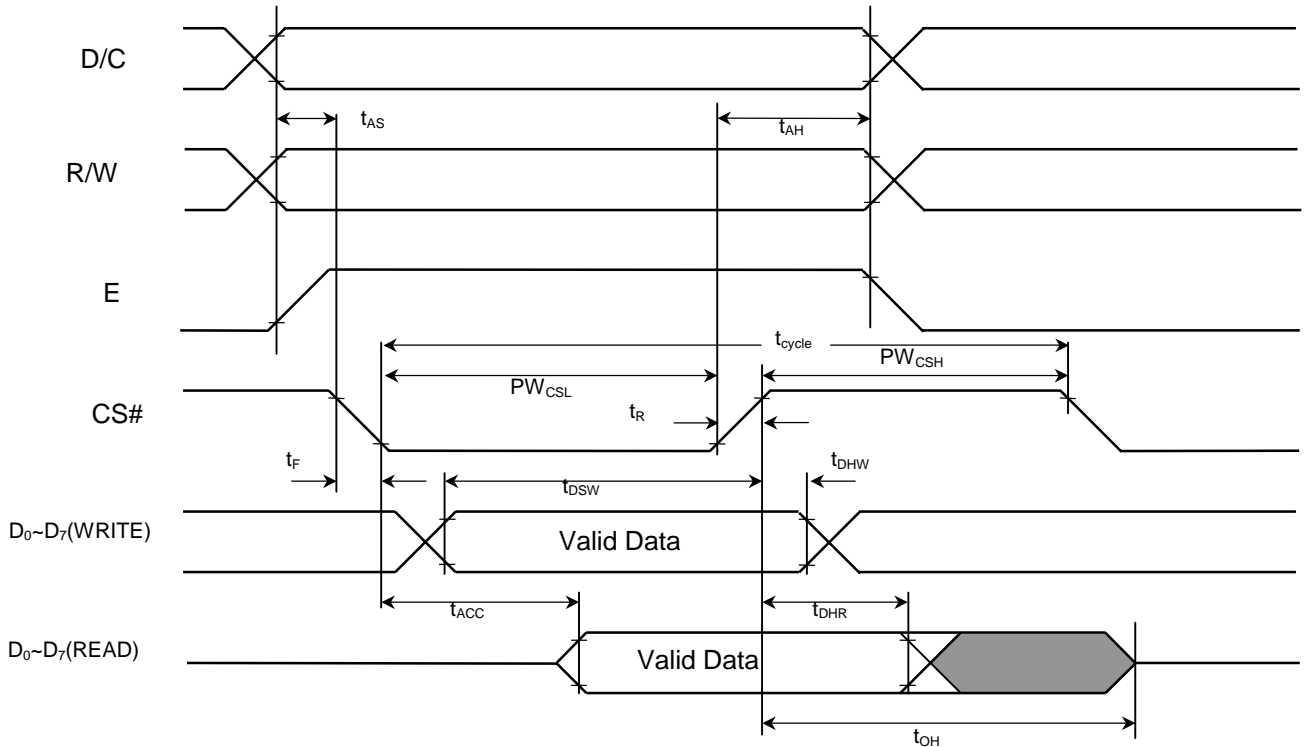 D/C
tAS
tAH
R/W
E
tcycle
PWCSL
PWCSH
CS#
tR
tF
tDSW
tDHW
D0~D7(WRITE)
Valid Data
tACC
tDHR
D0~D7(READ)
Valid Data
tOH